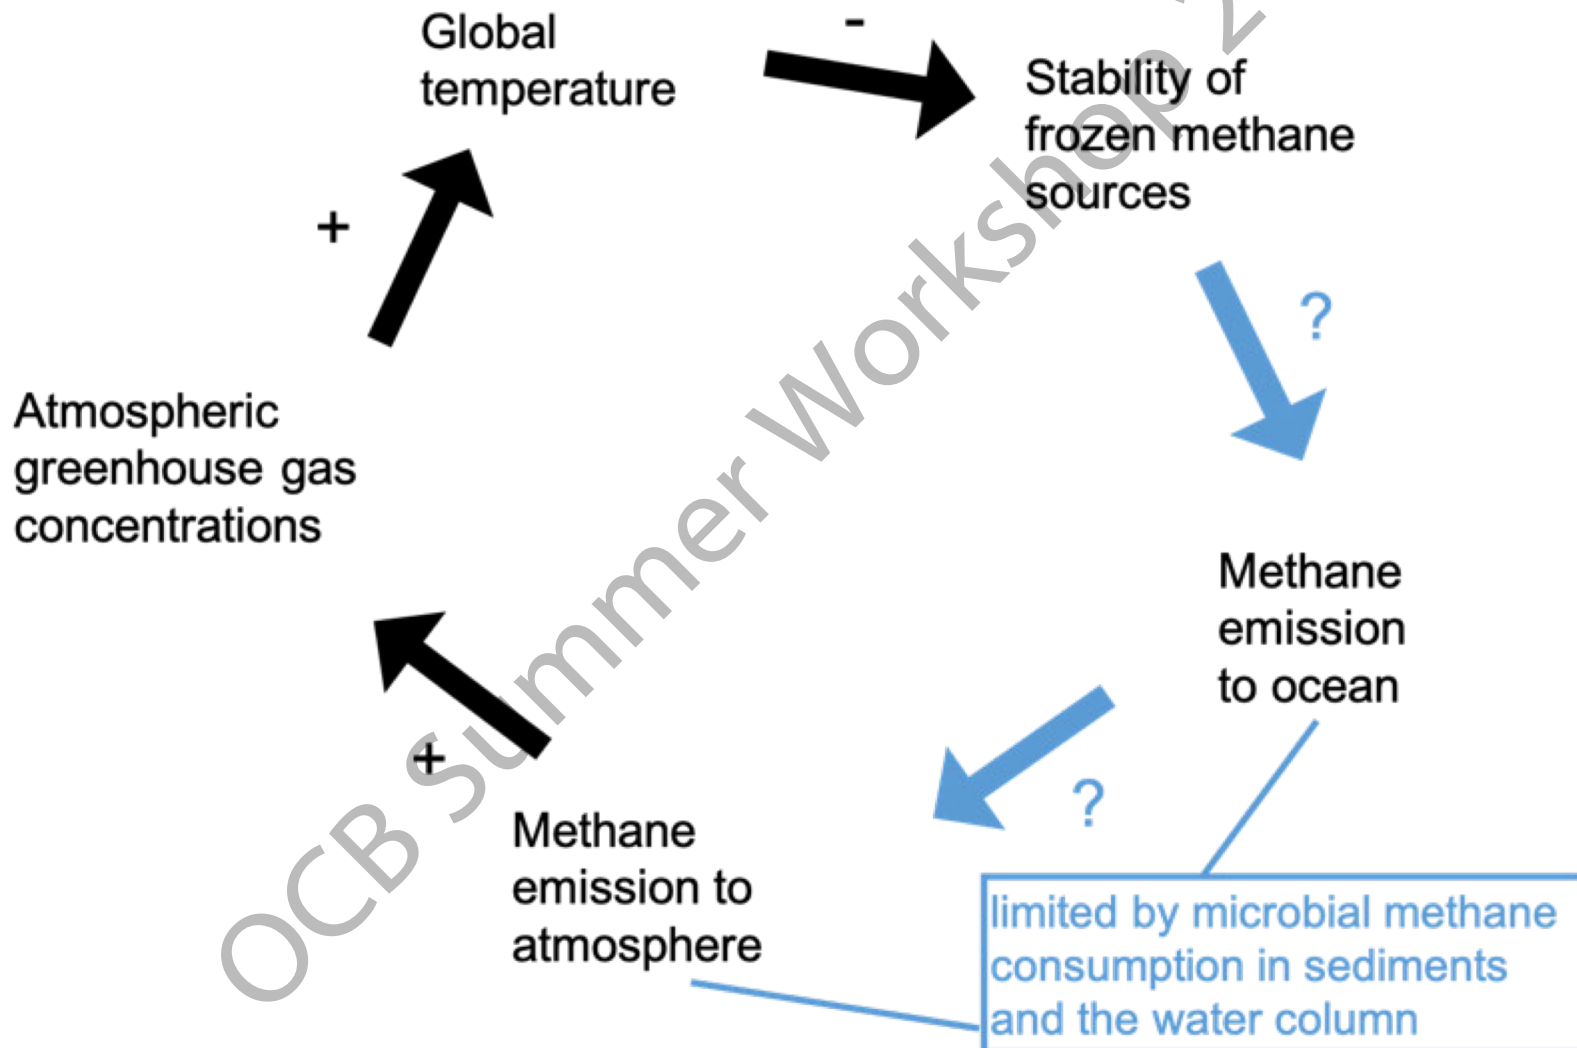 Global
temperature
-
Stability of
frozen methane
sources
+
?
Atmospheric
greenhouse gas
concentrations
Methane
emission
to ocean
+
?
Methane
emission to
atmosphere
limited by microbial methane
consumption in sediments
and the water column
OCB Summer Workshop 2